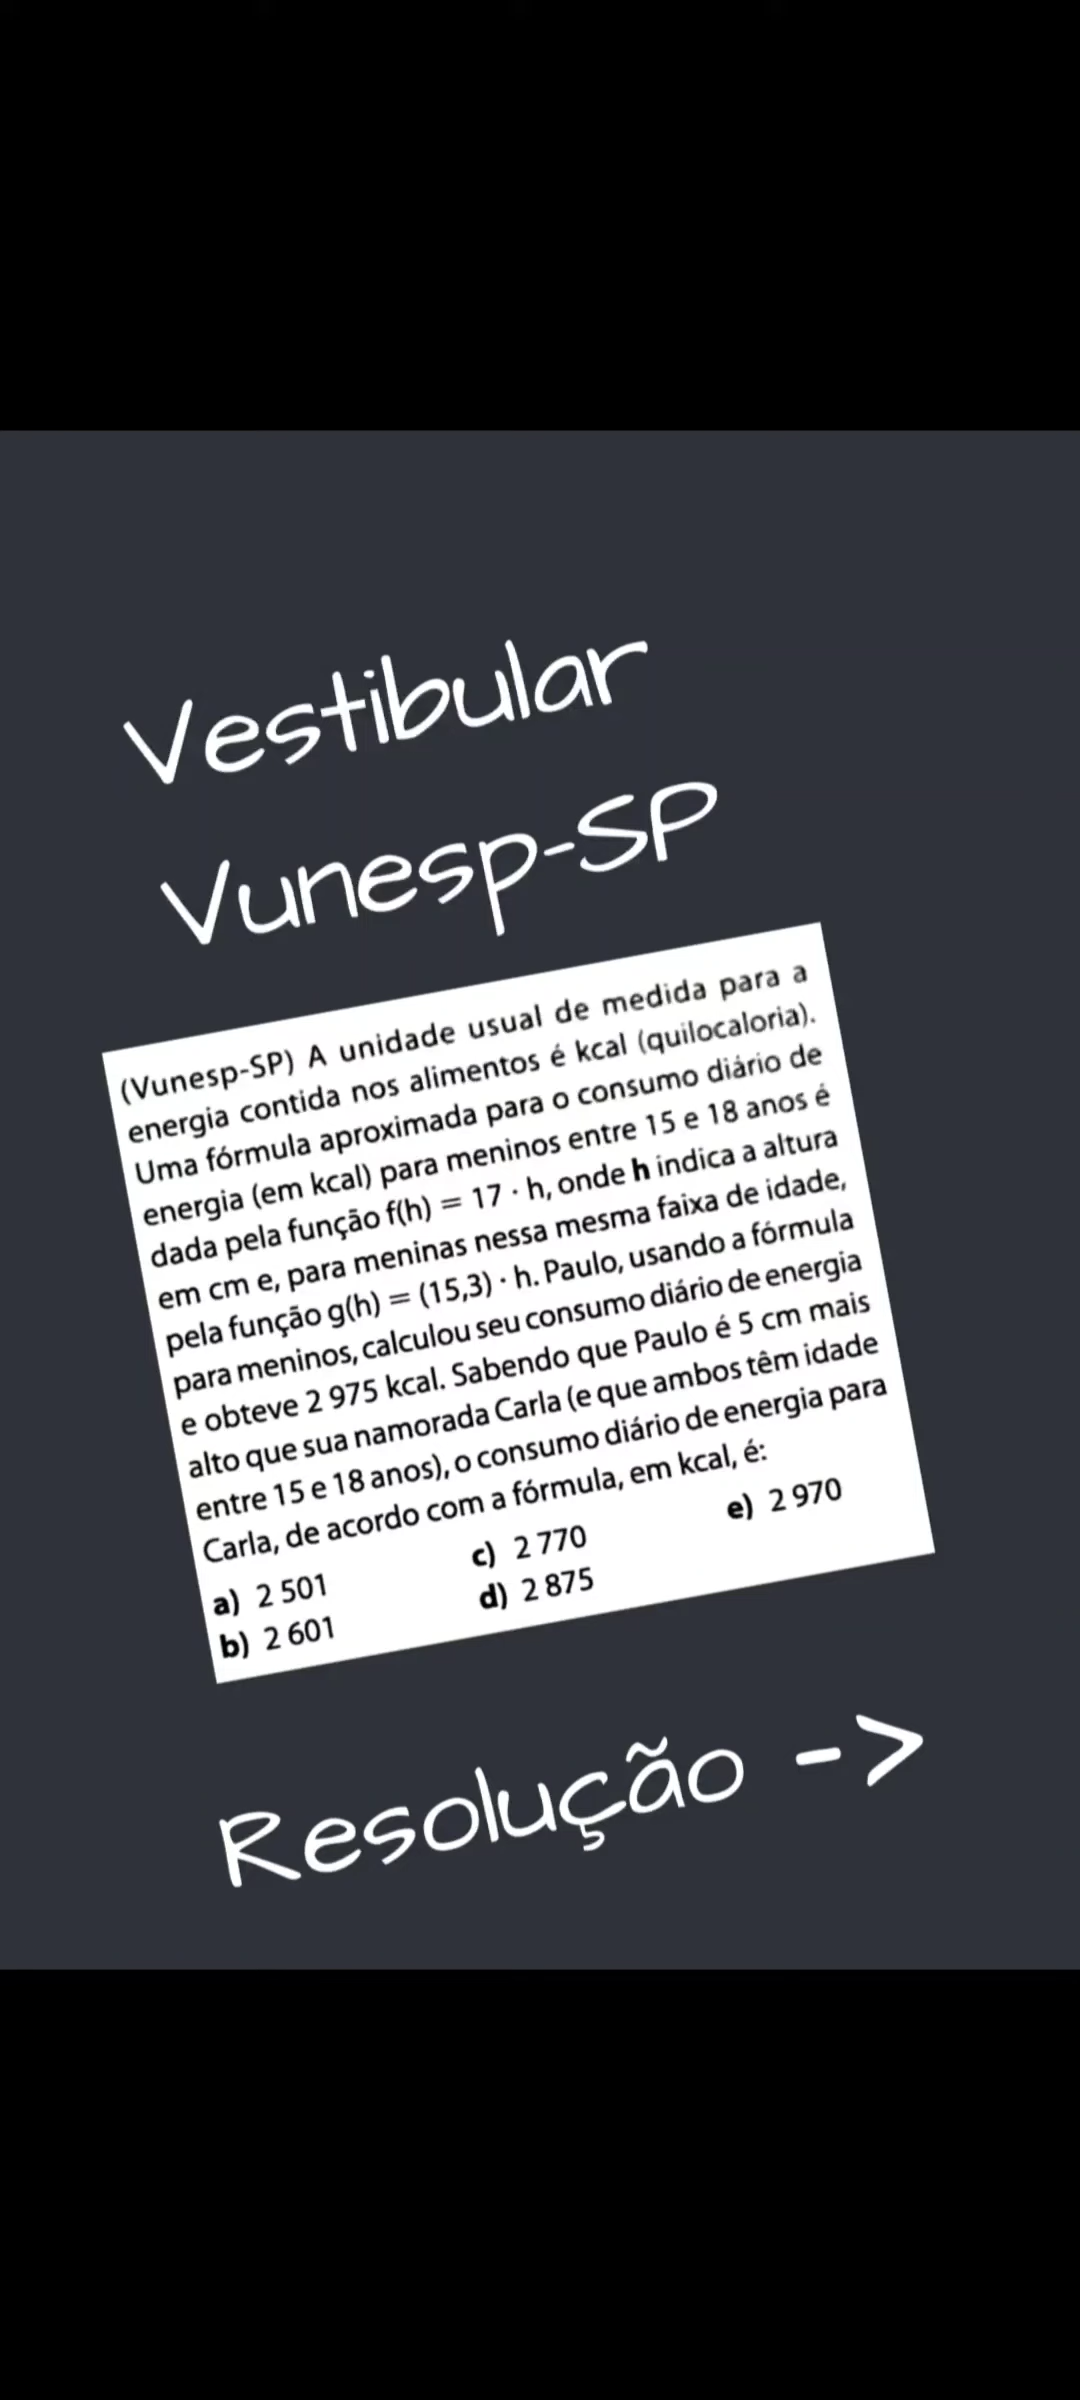 Vestibular
Vunesp-SP
(Vunesp-SP) A unidade usual de medida para a
energia contida nos alimentos é kcal (quilocaloria).
Uma fórmula aproximada para o consumo diário de
energia (em kcal) para meninos entre 15 e 18 anos é
dada pela função f(h) = 17 · h, onde h indica a altura
em cm e, para meninas nessa mesma faixa de idade,
pela função g(h) = (15,3) · h. Paulo, usando a fórmula
para meninos, calculou seu consumo diário de energia
e obteve 2 975 kcal. Sabendo que Paulo é 5 cm mais
alto que sua namorada Carla (e que ambos têm idade
entre 15 e 18 anos), o consumo diário de energia para
Carla, de acordo com a fórmula, em kcal, é:
a) 2 501
b) 2 601
c) 2 770
d) 2 875
e) 2 970
Resolução ->